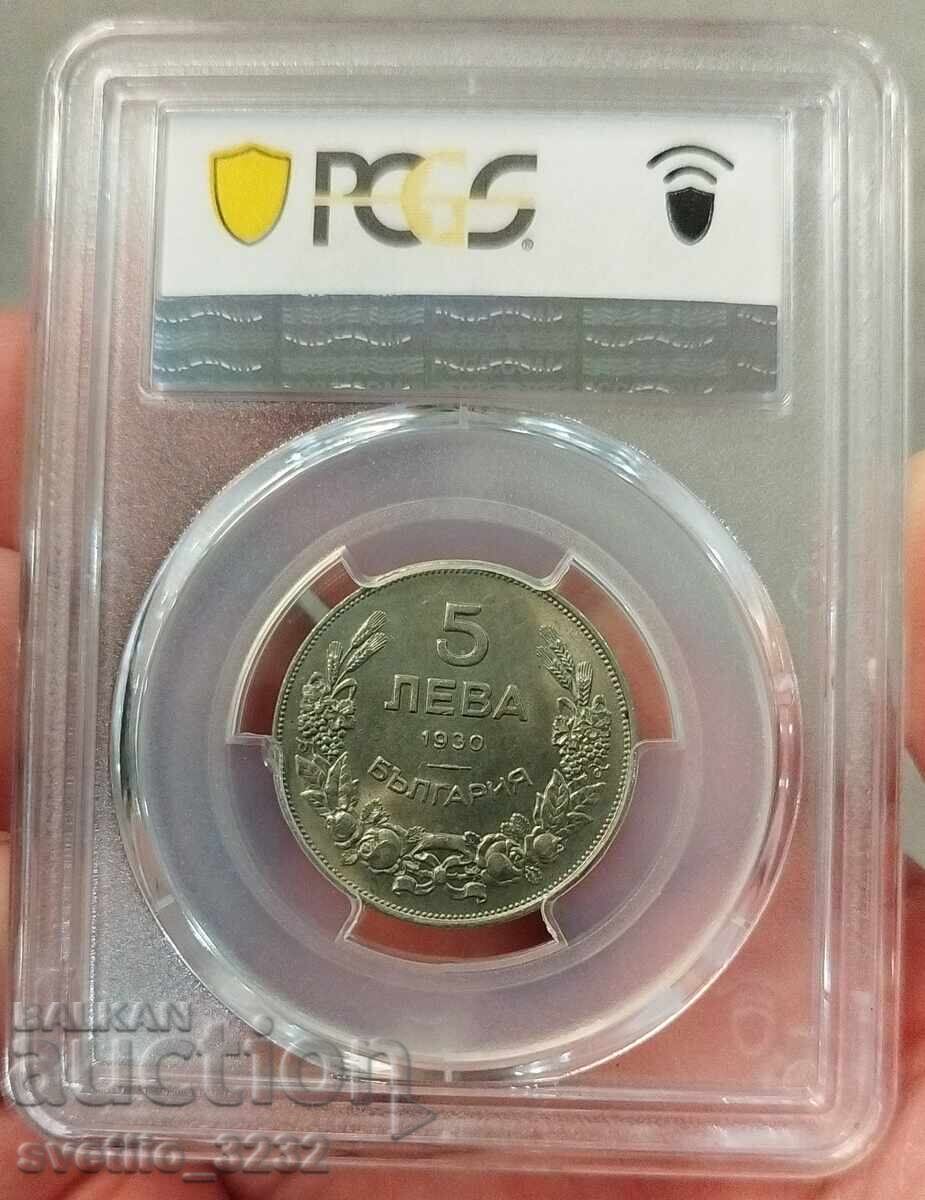 PCGS®
5
ЛЕВА
1930
БЪЛГАРИЯ
BALKAN
auction
svetlio_3232